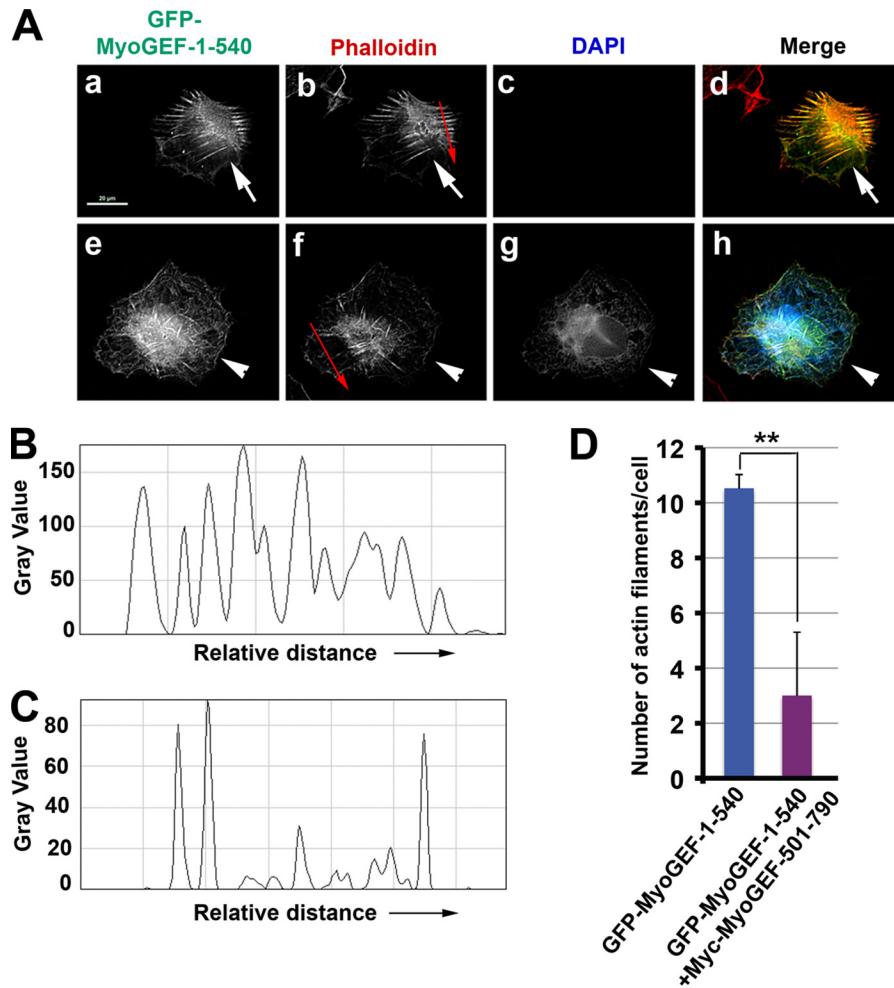 A
GFP-
MyoGEF-1-540
Phalloidin
DAPI
Merge
a
b
c
d
20 µm
e
f
g
h
B
150
100
50
0
Gray Value
Relative distance
C
80
60
40
20
0
Gray Value
Relative distance
D
**
12
10
8
6
4
2
0
Number of actin filaments/cell
GFP-MyoGEF-1-540
GFP-MyoGEF-1-540
+Myc-MyoGEF-501-790